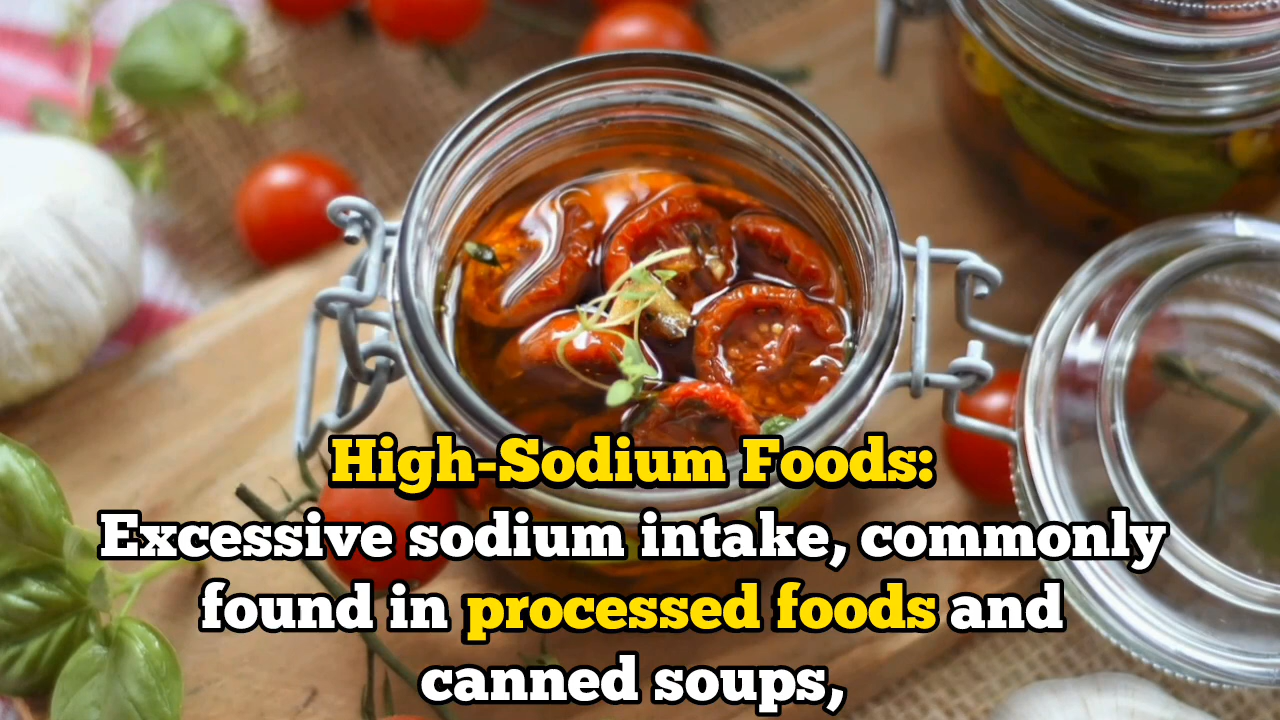 High-Sodium Foods:
Excessive sodium intake, commonly
found in processed foods and
canned soups,